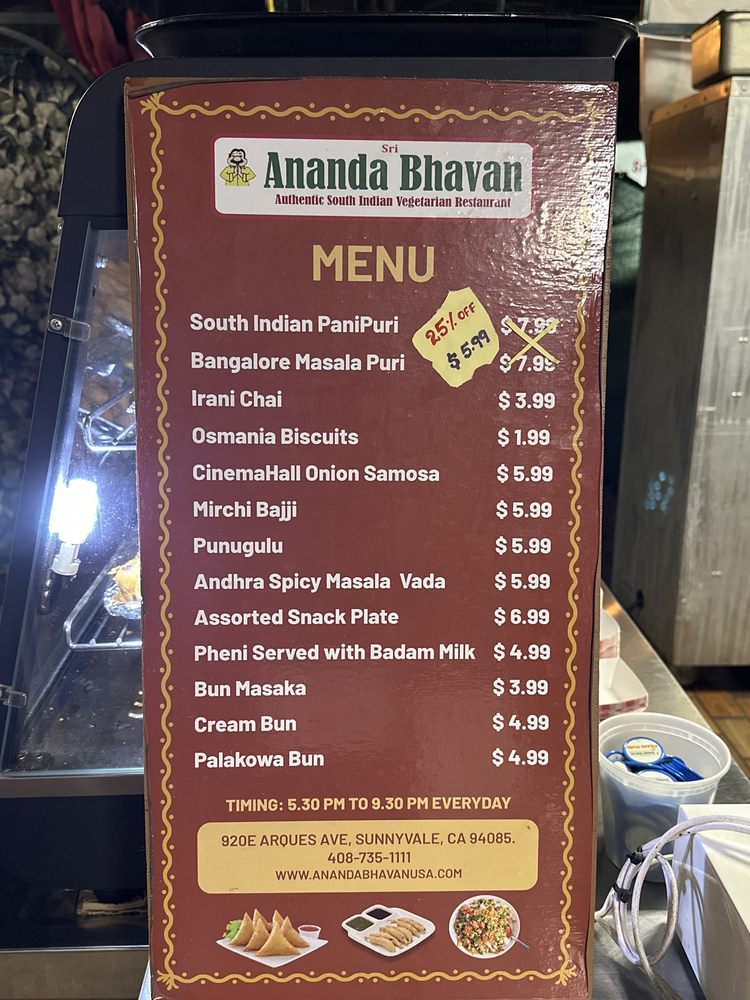 Sri
Ananda Bhavan
Authentic South Indian Vegetarian Restaurant
MENU
25% OFF
$5.99
South Indian PaniPuri $ 7.99
Bangalore Masala Puri $ 7.99
Irani Chai $ 3.99
Osmania Biscuits $ 1.99
CinemaHall Onion Samosa $ 5.99
Mirchi Bajji $ 5.99
Punugulu $ 5.99
Andhra Spicy Masala Vada $ 5.99
Assorted Snack Plate $ 6.99
Pheni Served with Badam Milk $ 4.99
Bun Masaka $ 3.99
Cream Bun $ 4.99
Palakowa Bun $ 4.99
TIMING: 5.30 PM TO 9.30 PM EVERYDAY
920E ARQUES AVE, SUNNYVALE, CA 94085.
408-735-1111
WWW.ANANDABHAVANUSA.COM